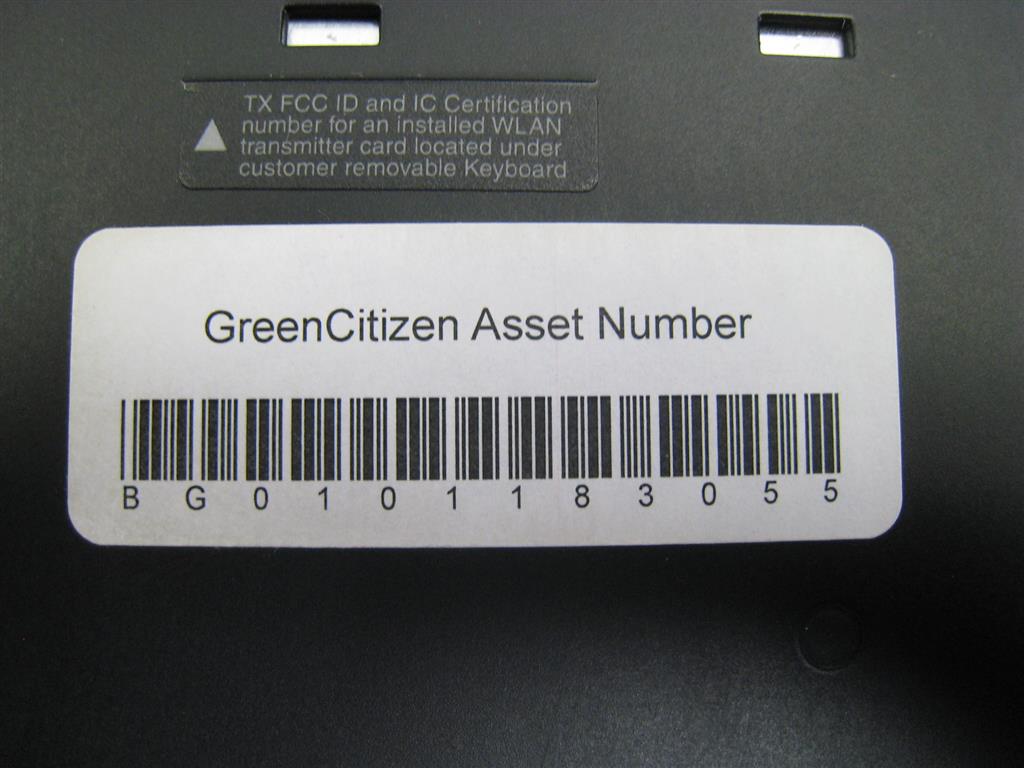 TX FCC ID and IC Certification
number for an installed WLAN
transmitter card located under
customer removable Keyboard
GreenCitizen Asset Number
BG0101183055